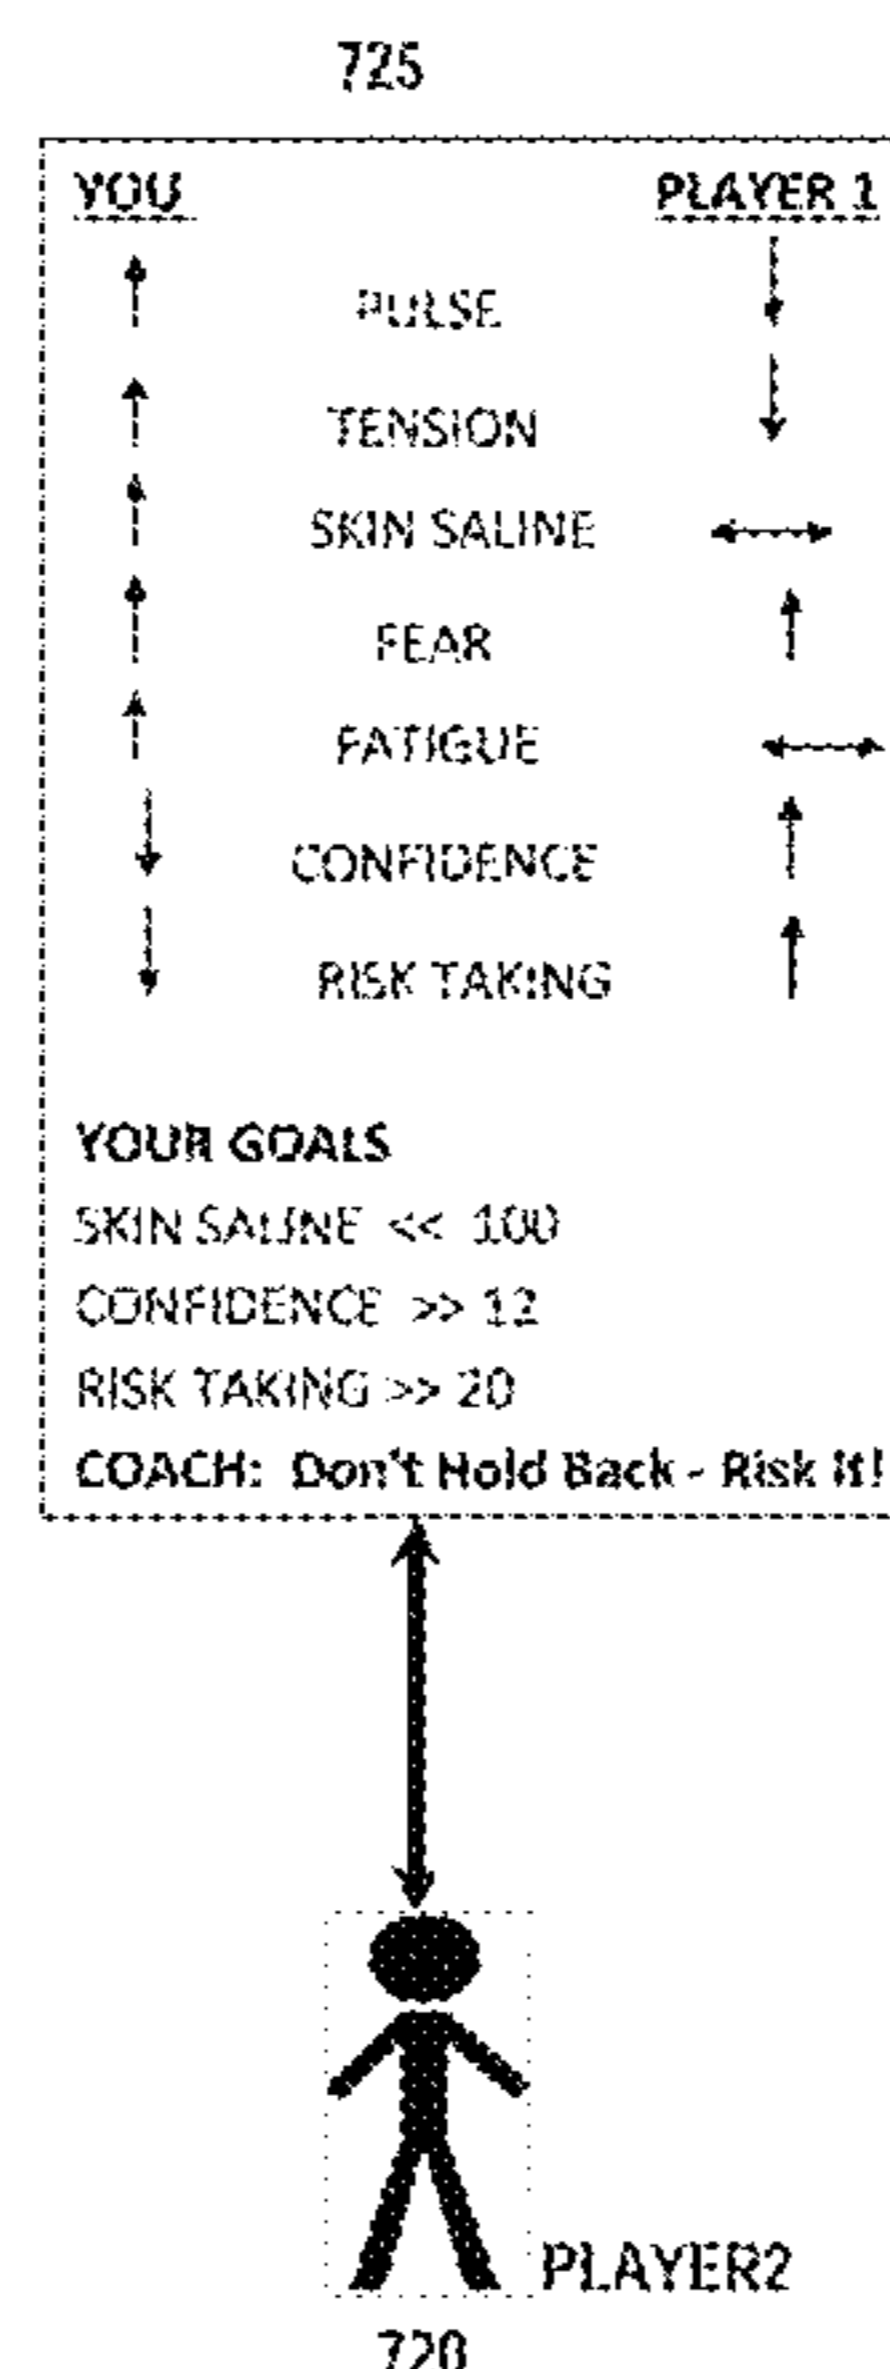 725
YOU PLAYER 1
PULSE
TENSION
SKIN SALINE
FEAR
FATIGUE
CONFIDENCE
RISK TAKING
YOUR GOALS
SKIN SALINE << 100
CONFIDENCE >> 12
RISK TAKING >> 20
COACH: Don't Hold Back - Risk It!
PLAYER2
720